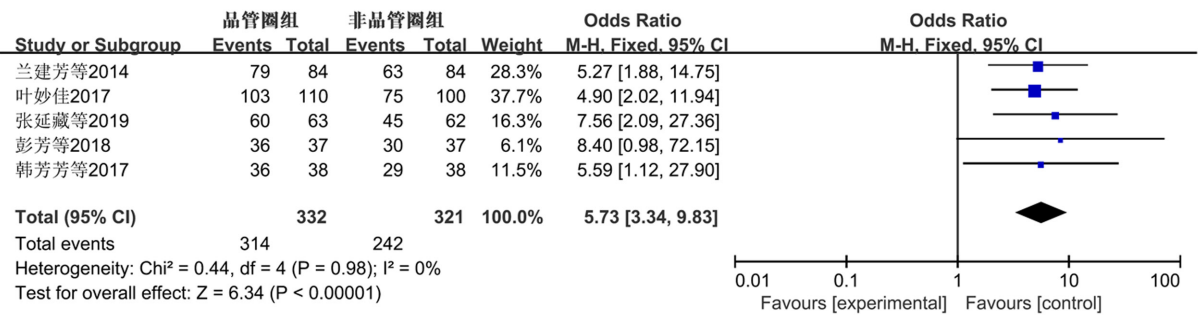 品管圈组 非品管圈组 Odds Ratio Odds Ratio
Study or Subgroup Events Total Events Total Weight M-H, Fixed, 95% CI M-H, Fixed, 95% CI
兰建芳等2014 79 84 63 84 28.3% 5.27 [1.88, 14.75]
叶妙佳2017 103 110 75 100 37.7% 4.90 [2.02, 11.94]
张延藏等2019 60 63 45 62 16.3% 7.56 [2.09, 27.36]
彭芳等2018 36 37 30 37 6.1% 8.40 [0.98, 72.15]
韩芳芳等2017 36 38 29 38 11.5% 5.59 [1.12, 27.90]
Total (95% CI) 332 321 100.0% 5.73 [3.34, 9.83]
Total events 314 242
Heterogeneity: Chi² = 0.44, df = 4 (P = 0.98); I² = 0%
Test for overall effect: Z = 6.34 (P < 0.00001)
0.01 0.1 1 10 100
Favours [experimental] Favours [control]